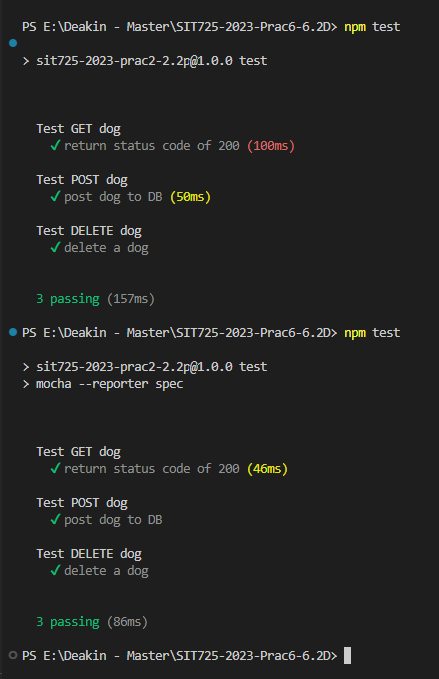 PS E:\Deakin - Master\SIT725-2023-Prac6-6.2D> npm test
> sit725-2023-prac2-2.2p@1.0.0 test
Test GET dog
✓ return status code of 200 (100ms)
Test POST dog
✓ post dog to DB (50ms)
Test DELETE dog
✓ delete a dog
3 passing (157ms)
PS E:\Deakin - Master\SIT725-2023-Prac6-6.2D> npm test
> sit725-2023-prac2-2.2p@1.0.0 test
> mocha --reporter spec
Test GET dog
✓ return status code of 200 (46ms)
Test POST dog
✓ post dog to DB
Test DELETE dog
✓ delete a dog
3 passing (86ms)
PS E:\Deakin - Master\SIT725-2023-Prac6-6.2D>